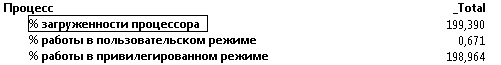 Процесс _Total
% загруженности процессора 199,390
% работы в пользовательском режиме 0,671
% работы в привилегированном режиме 198,964